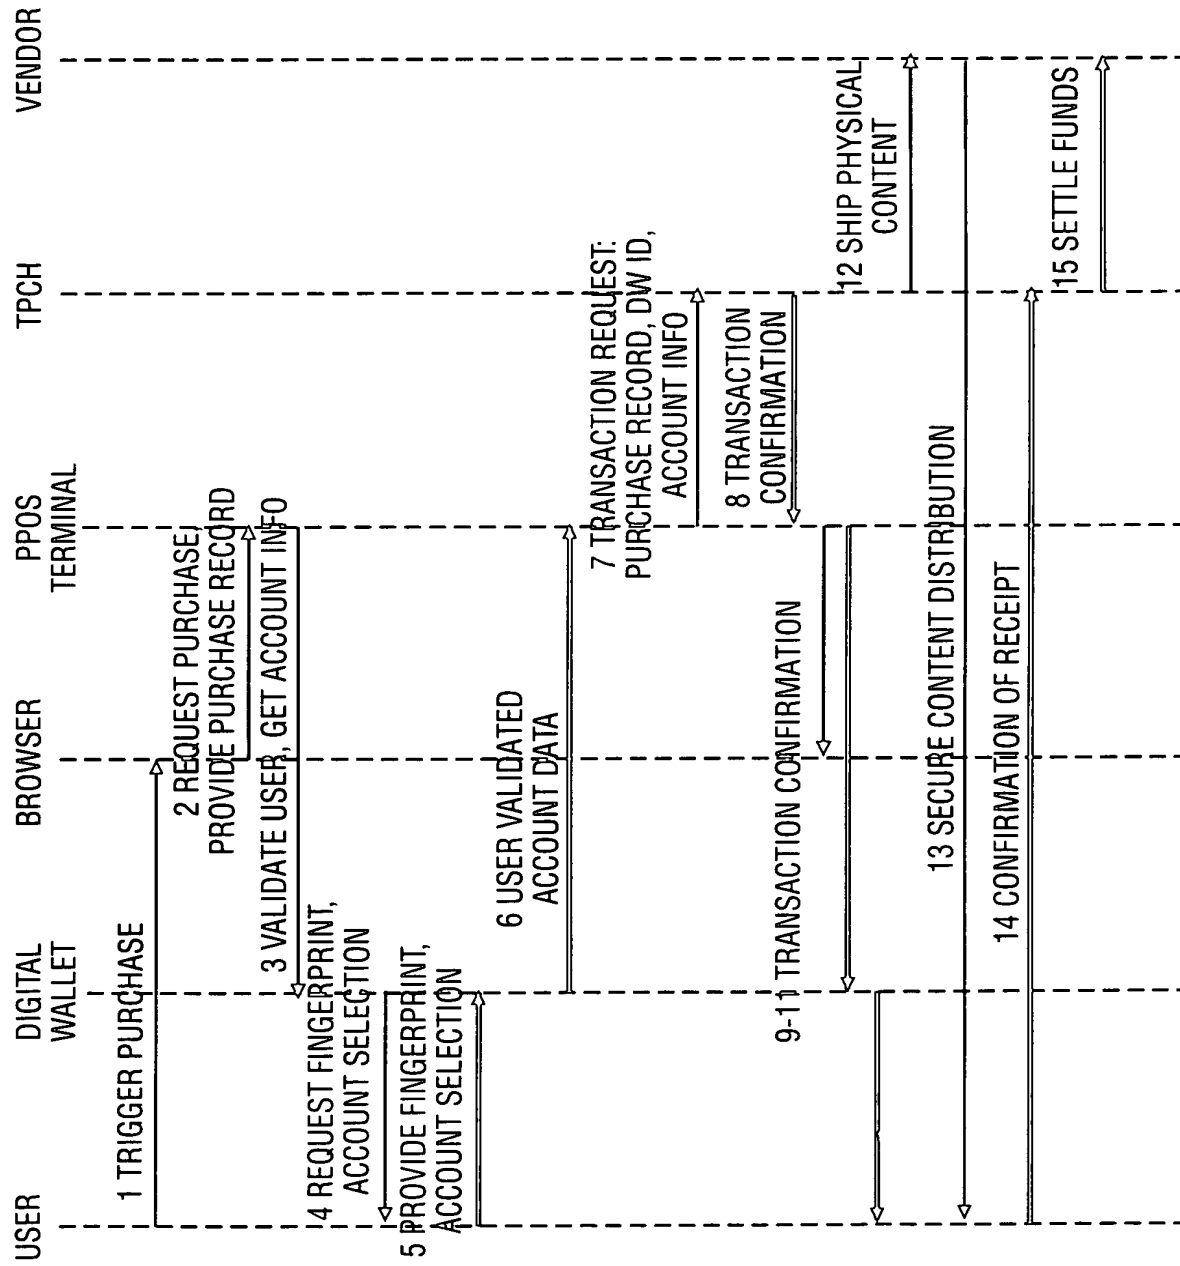 USER
DIGITAL
WALLET
BROWSER
PPOS
TERMINAL
TPCH
VENDOR
1 TRIGGER PURCHASE
2 REQUEST PURCHASE,
PROVIDE PURCHASE RECORD
3 VALIDATE USER, GET ACCOUNT INFO
4 REQUEST FINGERPRINT,
ACCOUNT SELECTION
5 PROVIDE FINGERPRINT,
ACCOUNT SELECTION
6 USER VALIDATED
ACCOUNT DATA
7 TRANSACTION REQUEST:
PURCHASE RECORD, DW ID,
ACCOUNT INFO
8 TRANSACTION
CONFIRMATION
9-11 TRANSACTION CONFIRMATION
12 SHIP PHYSICAL
CONTENT
13 SECURE CONTENT DISTRIBUTION
14 CONFIRMATION OF RECEIPT
15 SETTLE FUNDS